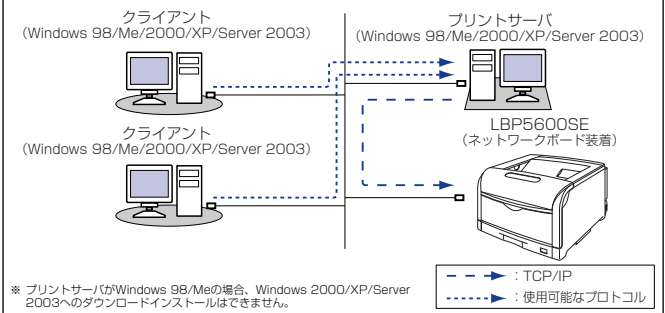 クライアント
(Windows 98/Me/2000/XP/Server 2003)
プリントサーバ
(Windows 98/Me/2000/XP/Server 2003)
クライアント
(Windows 98/Me/2000/XP/Server 2003)
LBP5600SE
(ネットワークボード装着)
※ プリントサーバがWindows 98/Meの場合、Windows 2000/XP/Server
2003へのダウンロードインストールはできません。
：TCP/IP
：使用可能なプロトコル